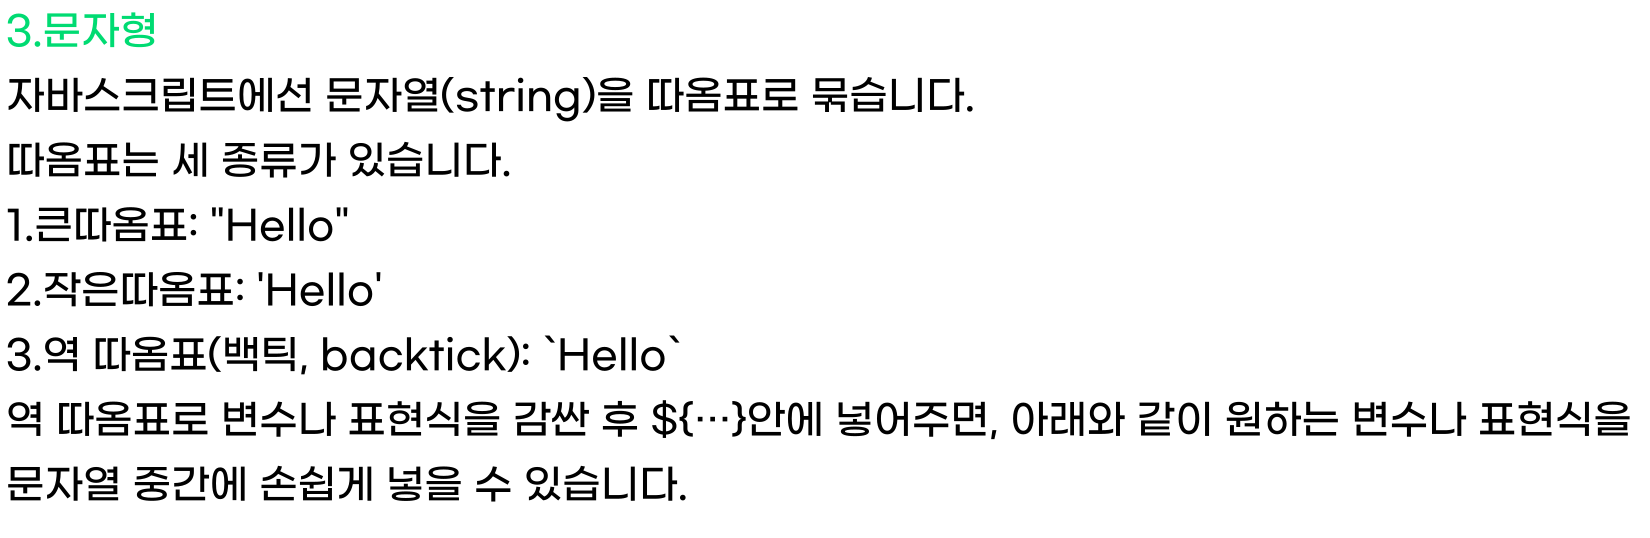 3.문자형
자바스크립트에선 문자열(string)을 따옴표로 묶습니다.
따옴표는 세 종류가 있습니다.
1.큰따옴표: "Hello"
2.작은따옴표: 'Hello'
3.역 따옴표(백틱, backtick): `Hello`
역 따옴표로 변수나 표현식을 감싼 후 ${…}안에 넣어주면, 아래와 같이 원하는 변수나 표현식을
문자열 중간에 손쉽게 넣을 수 있습니다.